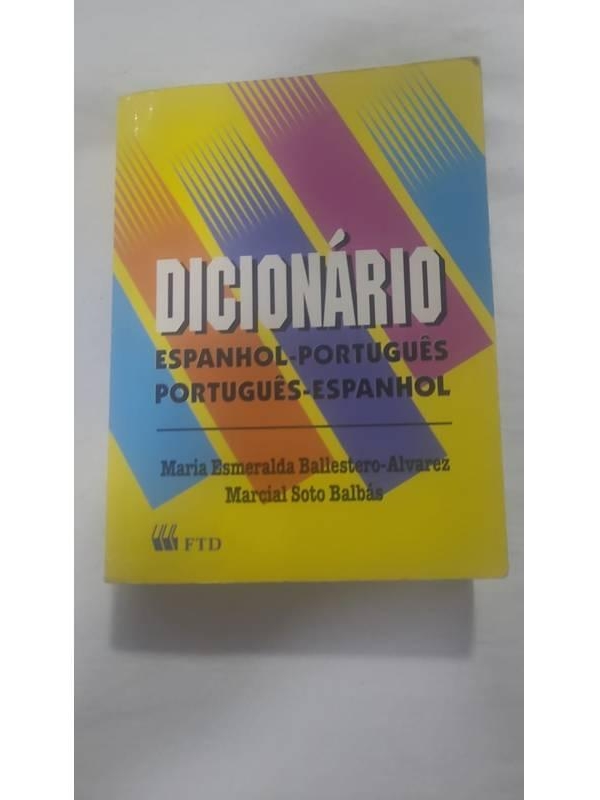 DICIONÁRIO
ESPANHOL-PORTUGUÊS
PORTUGUÊS-ESPANHOL
Maria Esmeralda Ballestero-Alvarez
Marcial Soto Balbás
FTD